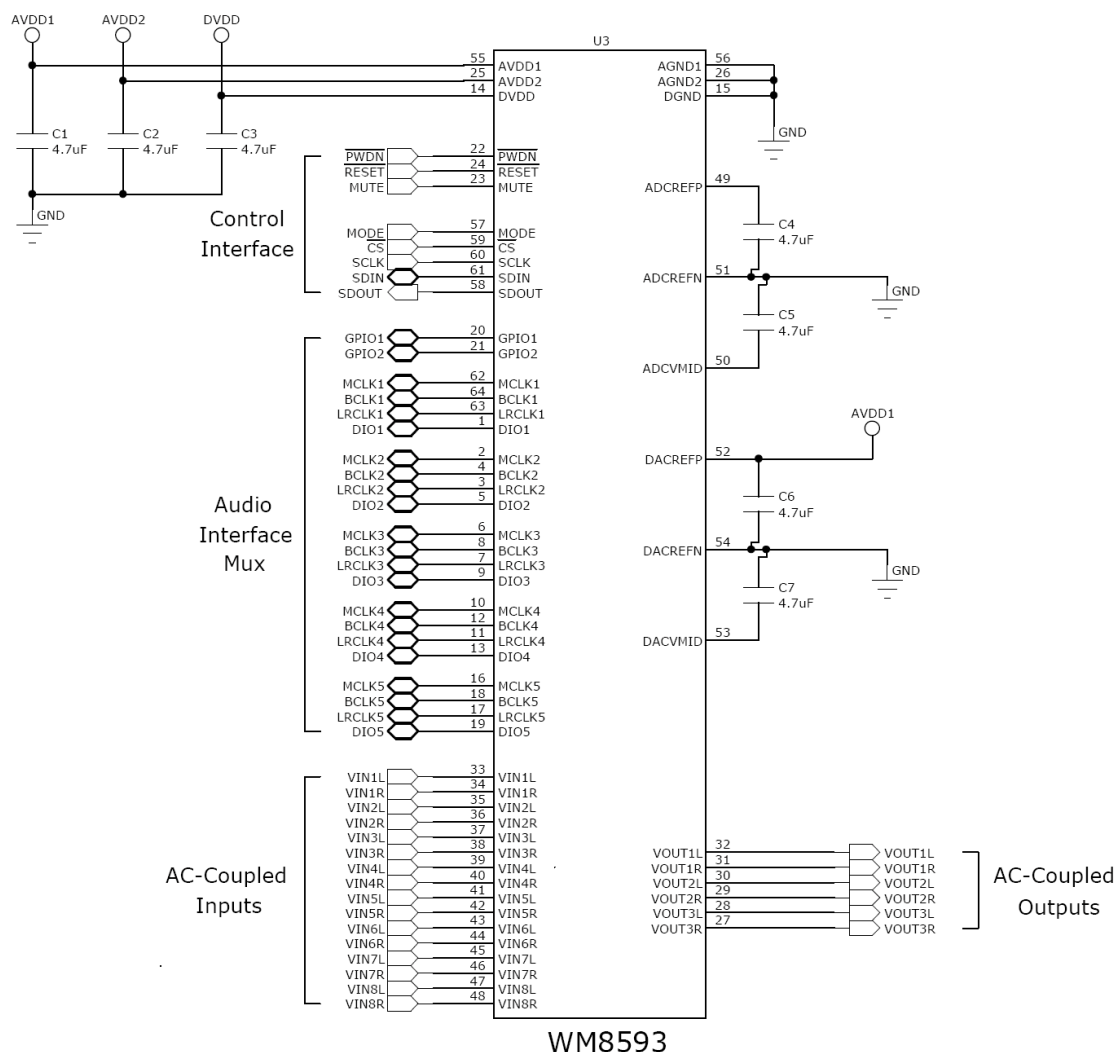 AVDD1 AVDD2 DVDD
U3
55 AVDD1 AGND1 56
25 AVDD2 AGND2 26
14 DVDD DGND 15
C1 4.7uF
C2 4.7uF
C3 4.7uF
GND
GND
Control
Interface
PWDN 22 PWDN
RESET 24 RESET
MUTE 23 MUTE
MODE 57 MODE
CS 59 CS
SCLK 60 SCLK
SDIN 61 SDIN
SDOUT 58 SDOUT
ADCREFP 49
C4
4.7uF
ADCREFN 51
GND
C5
4.7uF
ADCVMID 50
Audio
Interface
Mux
GPIO1 20 GPIO1
GPIO2 21 GPIO2
MCLK1 62 MCLK1
BCLK1 64 BCLK1
LRCLK1 63 LRCLK1
DIO1 1 DIO1
MCLK2 2 MCLK2
BCLK2 4 BCLK2
LRCLK2 3 LRCLK2
DIO2 5 DIO2
MCLK3 6 MCLK3
BCLK3 8 BCLK3
LRCLK3 7 LRCLK3
DIO3 9 DIO3
MCLK4 10 MCLK4
BCLK4 12 BCLK4
LRCLK4 11 LRCLK4
DIO4 13 DIO4
MCLK5 16 MCLK5
BCLK5 18 BCLK5
LRCLK5 17 LRCLK5
DIO5 19 DIO5
AVDD1
DACREFP 52
C6
4.7uF
DACREFN 54
GND
C7
4.7uF
DACVMID 53
AC-Coupled
Inputs
VIN1L 33 VIN1L
VIN1R 34 VIN1R
VIN2L 35 VIN2L
VIN2R 36 VIN2R
VIN3L 37 VIN3L
VIN3R 38 VIN3R
VIN4L 39 VIN4L
VIN4R 40 VIN4R
VIN5L 41 VIN5L
VIN5R 42 VIN5R
VIN6L 43 VIN6L
VIN6R 44 VIN6R
VIN7L 45 VIN7L
VIN7R 46 VIN7R
VIN8L 47 VIN8L
VIN8R 48 VIN8R
VOUT1L 32 VOUT1L
VOUT1R 31 VOUT1R
VOUT2L 30 VOUT2L
VOUT2R 29 VOUT2R
VOUT3L 28 VOUT3L
VOUT3R 27 VOUT3R
AC-Coupled
Outputs
WM8593